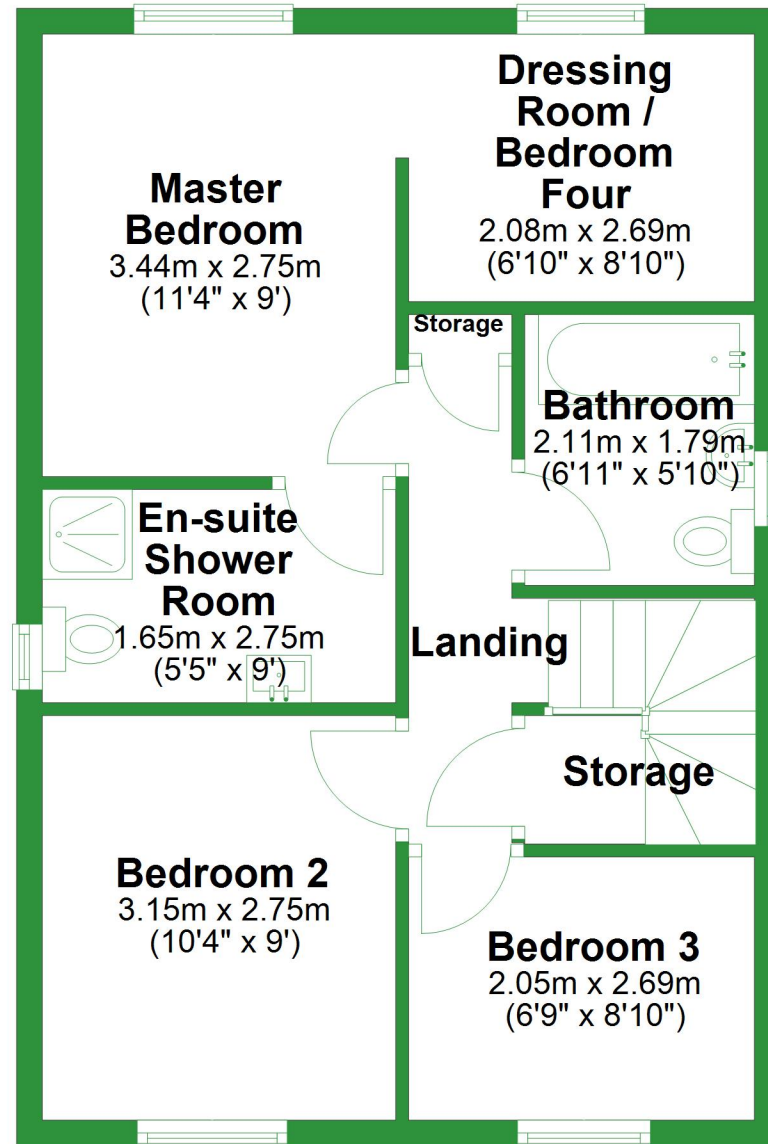 Master
Bedroom
3.44m x 2.75m
(11'4" x 9')
Dressing
Room /
Bedroom
Four
2.08m x 2.69m
(6'10" x 8'10")
Storage
Bathroom
2.11m x 1.79m
(6'11" x 5'10")
En-suite
Shower
Room
1.65m x 2.75m
(5'5" x 9')
Landing
Storage
Bedroom 2
3.15m x 2.75m
(10'4" x 9')
Bedroom 3
2.05m x 2.69m
(6'9" x 8'10")